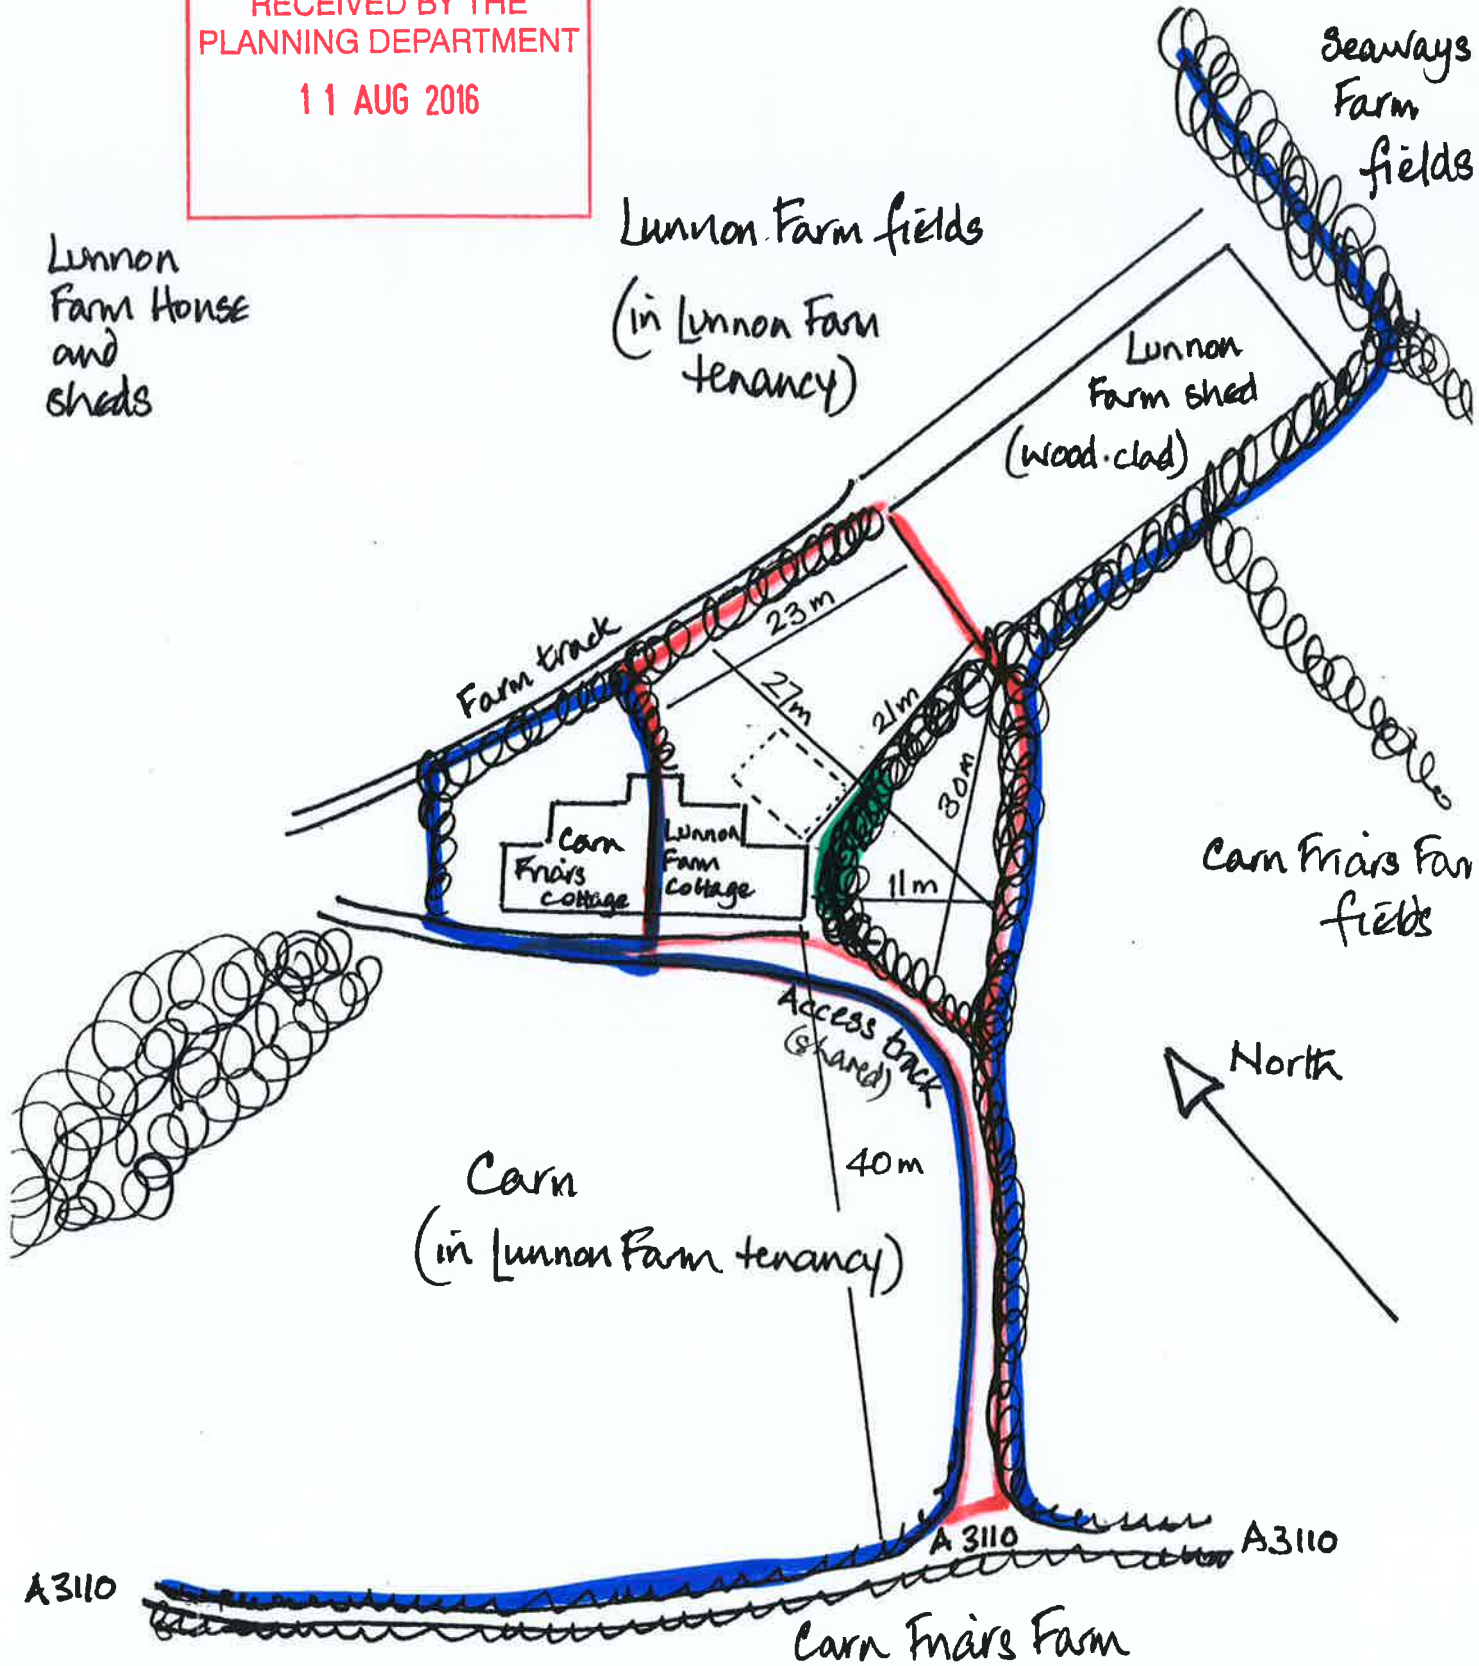 RECEIVED BY THE
PLANNING DEPARTMENT
11 AUG 2016
Seaways
Farm
fields
Lunnon
Farm House
and
sheds
Lunnon Farm fields
(in Lunnon Farm
tenancy)
Lunnon
Farm shed
(wood-clad)
Farm track
23m
27m
21m
30m
11m
Carn
Friars
cottage
Lunnon
Farm
Cottage
Carn Friars Far
fields
Access track
(shared)
North
40m
Carn
(in Lunnon Farm tenancy)
A3110
A3110
A3110
Carn Friars Farm